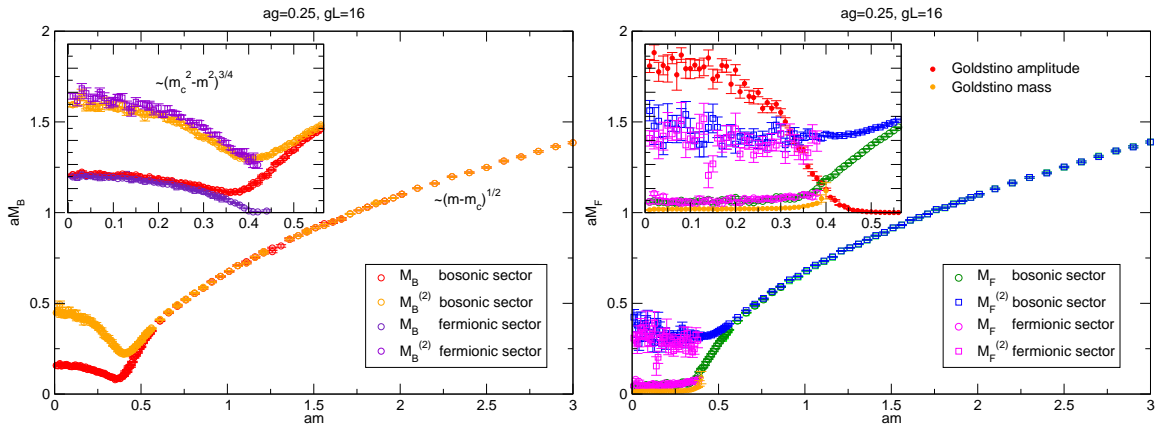 ag=0.25, gL=16
2
1.5
1
0.5
0
aM_B
~(m_c^2-m^2)^{3/4}
0 0.1 0.2 0.3 0.4 0.5
~(m-m_c)^{1/2}
M_B bosonic sector
M_B^{(2)} bosonic sector
M_B fermionic sector
M_B^{(2)} fermionic sector
0 0.5 1 1.5 2 2.5 3
am
ag=0.25, gL=16
2
1.5
1
0.5
0
aM_F
0 0.1 0.2 0.3 0.4 0.5
Goldstino amplitude
Goldstino mass
M_F bosonic sector
M_F^{(2)} bosonic sector
M_F fermionic sector
M_F^{(2)} fermionic sector
0 0.5 1 1.5 2 2.5 3
am